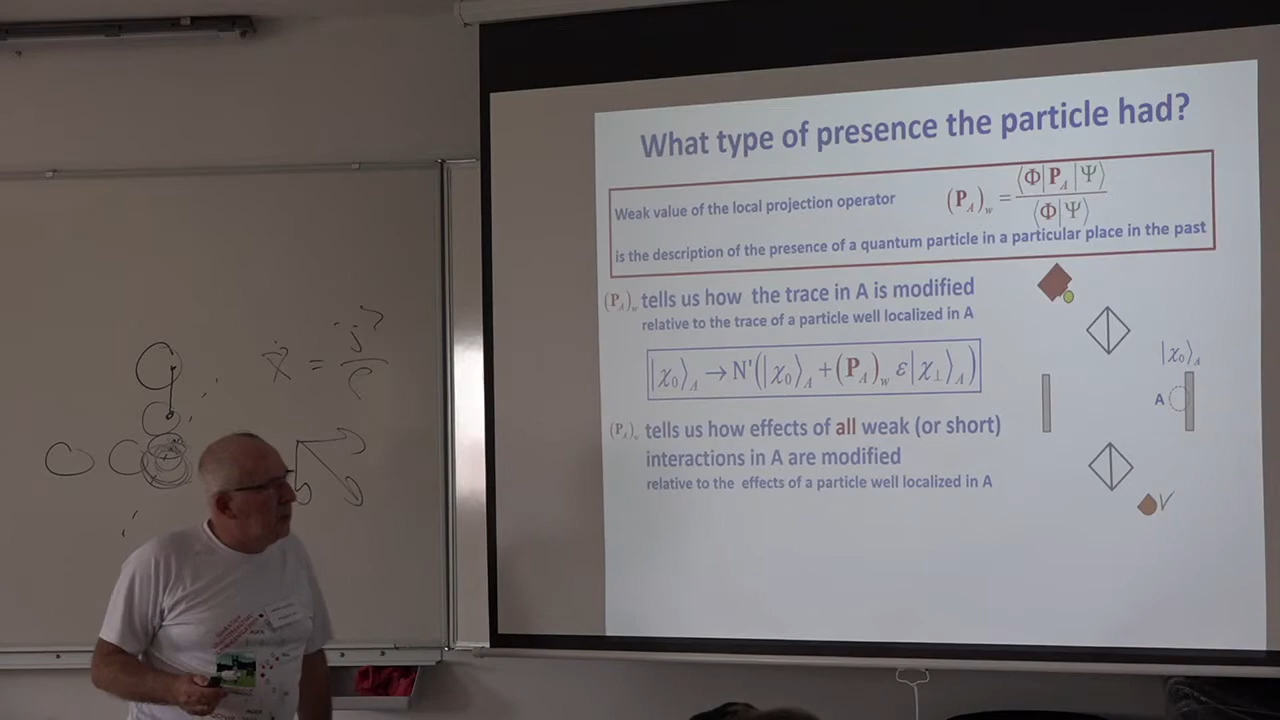 What type of presence the particle had?
Weak value of the local projection operator (P_A)_w = ⟨Φ|P_A|Ψ⟩ / ⟨Φ|Ψ⟩
is the description of the presence of a quantum particle in a particular place in the past
(P_A)_w tells us how the trace in A is modified
relative to the trace of a particle well localized in A
|χ_0⟩_A → N'(|χ_0⟩_A + (P_A)_w ε|χ_⊥⟩_A)
(P_A)_w tells us how effects of all weak (or short)
interactions in A are modified
relative to the effects of a particle well localized in A
|χ_0⟩_A
A
V